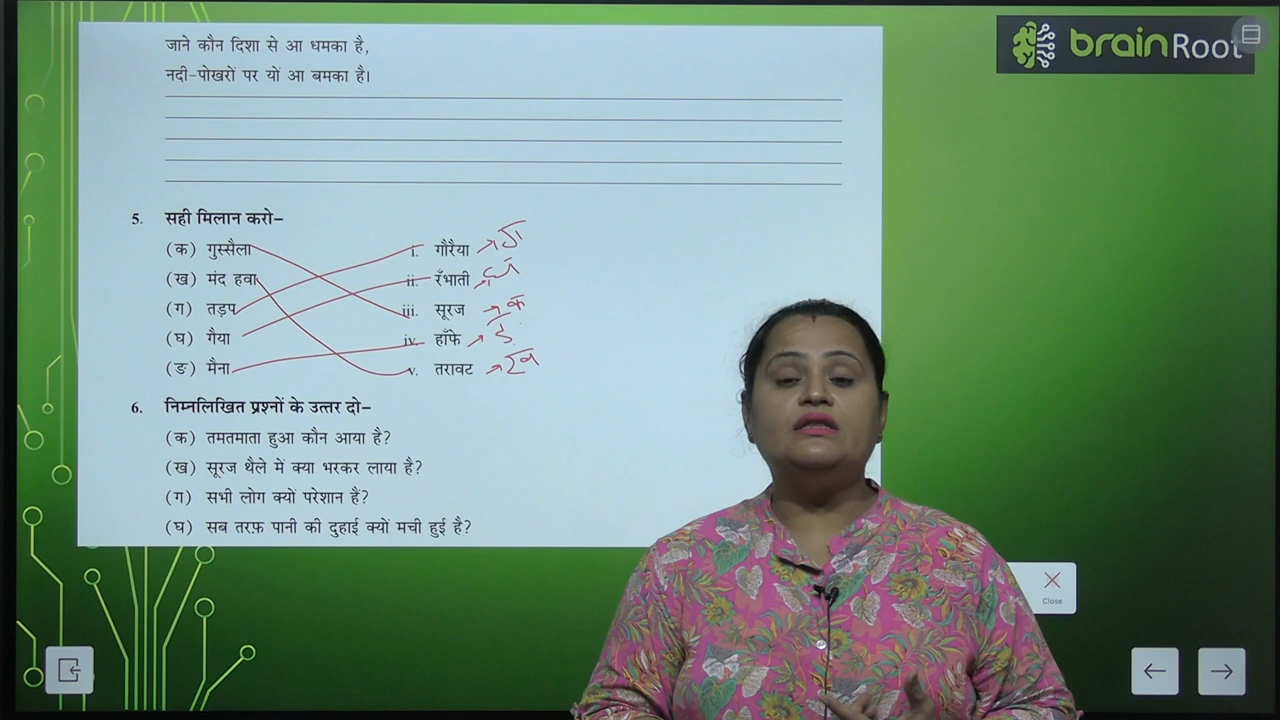 जाने कौन दिशा से आ धमका है,
नदी-पोखरों पर यों आ बमका है।
brainRoot
5. सही मिलान करो–
(क) गुस्सैला i. गौरैया → ग
(ख) मंद हवा ii. रँभाती → घ
(ग) तड़प iii. सूरज → क
(घ) गैया iv. हाँफे → ङ
(ङ) मैना v. तरावट → ख
6. निम्नलिखित प्रश्नों के उत्तर दो–
(क) तमतमाता हुआ कौन आया है?
(ख) सूरज थैले में क्या भरकर लाया है?
(ग) सभी लोग क्यों परेशान हैं?
(घ) सब तरफ़ पानी की दुहाई क्यों मची हुई है?
Close